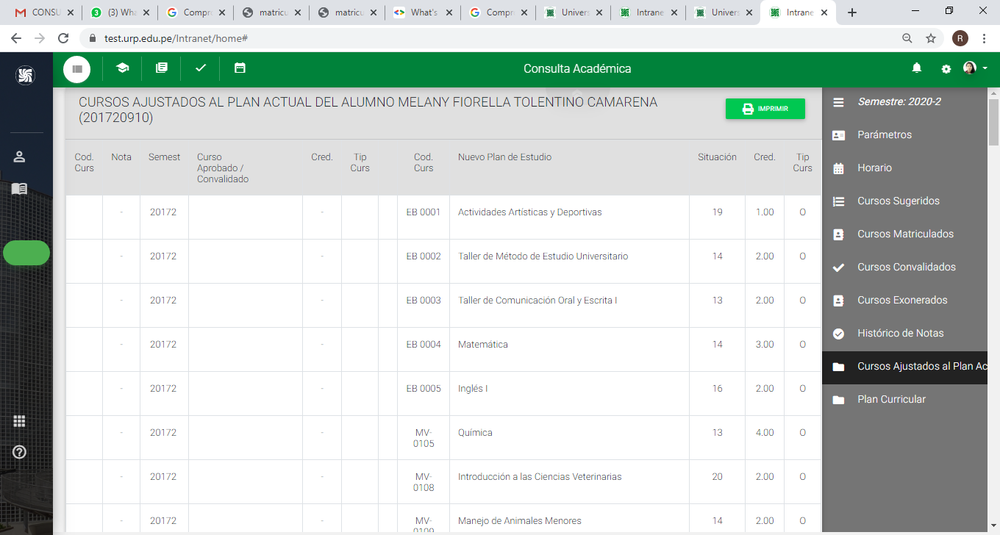 CONSU
(3) Wha
Compro
matricu
matricu
What's
Compr
Univers
Intrane
Univers
Intrane
test.urp.edu.pe/Intranet/home#
R
Consulta Académica
CURSOS AJUSTADOS AL PLAN ACTUAL DEL ALUMNO MELANY FIORELLA TOLENTINO CAMARENA
(201720910)
IMPRIMIR
Cod. Curs Nota Semest Curso Aprobado / Convalidado Cred. Tip Curs Cod. Curs Nuevo Plan de Estudio Situación Cred. Tip Curs
- 20172 - EB 0001 Actividades Artísticas y Deportivas 19 1.00 O
- 20172 - EB 0002 Taller de Método de Estudio Universitario 14 2.00 O
- 20172 - EB 0003 Taller de Comunicación Oral y Escrita I 13 2.00 O
- 20172 - EB 0004 Matemática 14 3.00 O
- 20172 - EB 0005 Inglés I 16 2.00 O
- 20172 - MV-0105 Química 13 4.00 O
- 20172 - MV-0108 Introducción a las Ciencias Veterinarias 20 2.00 O
- 20172 - MV-0109 Manejo de Animales Menores 14 2.00 O
Semestre: 2020-2
Parámetros
Horario
Cursos Sugeridos
Cursos Matriculados
Cursos Convalidados
Cursos Exonerados
Histórico de Notas
Cursos Ajustados al Plan Ac
Plan Curricular